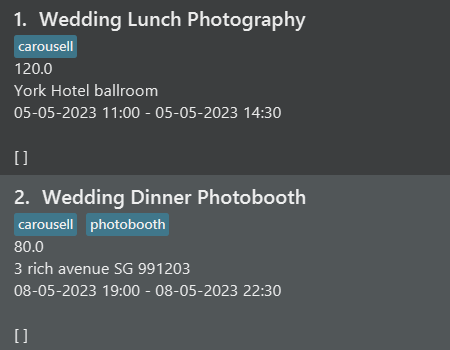 1. Wedding Lunch Photography
carousell
120.0
York Hotel ballroom
05-05-2023 11:00 - 05-05-2023 14:30
[ ]
2. Wedding Dinner Photobooth
carousell photobooth
80.0
3 rich avenue SG 991203
08-05-2023 19:00 - 08-05-2023 22:30
[ ]